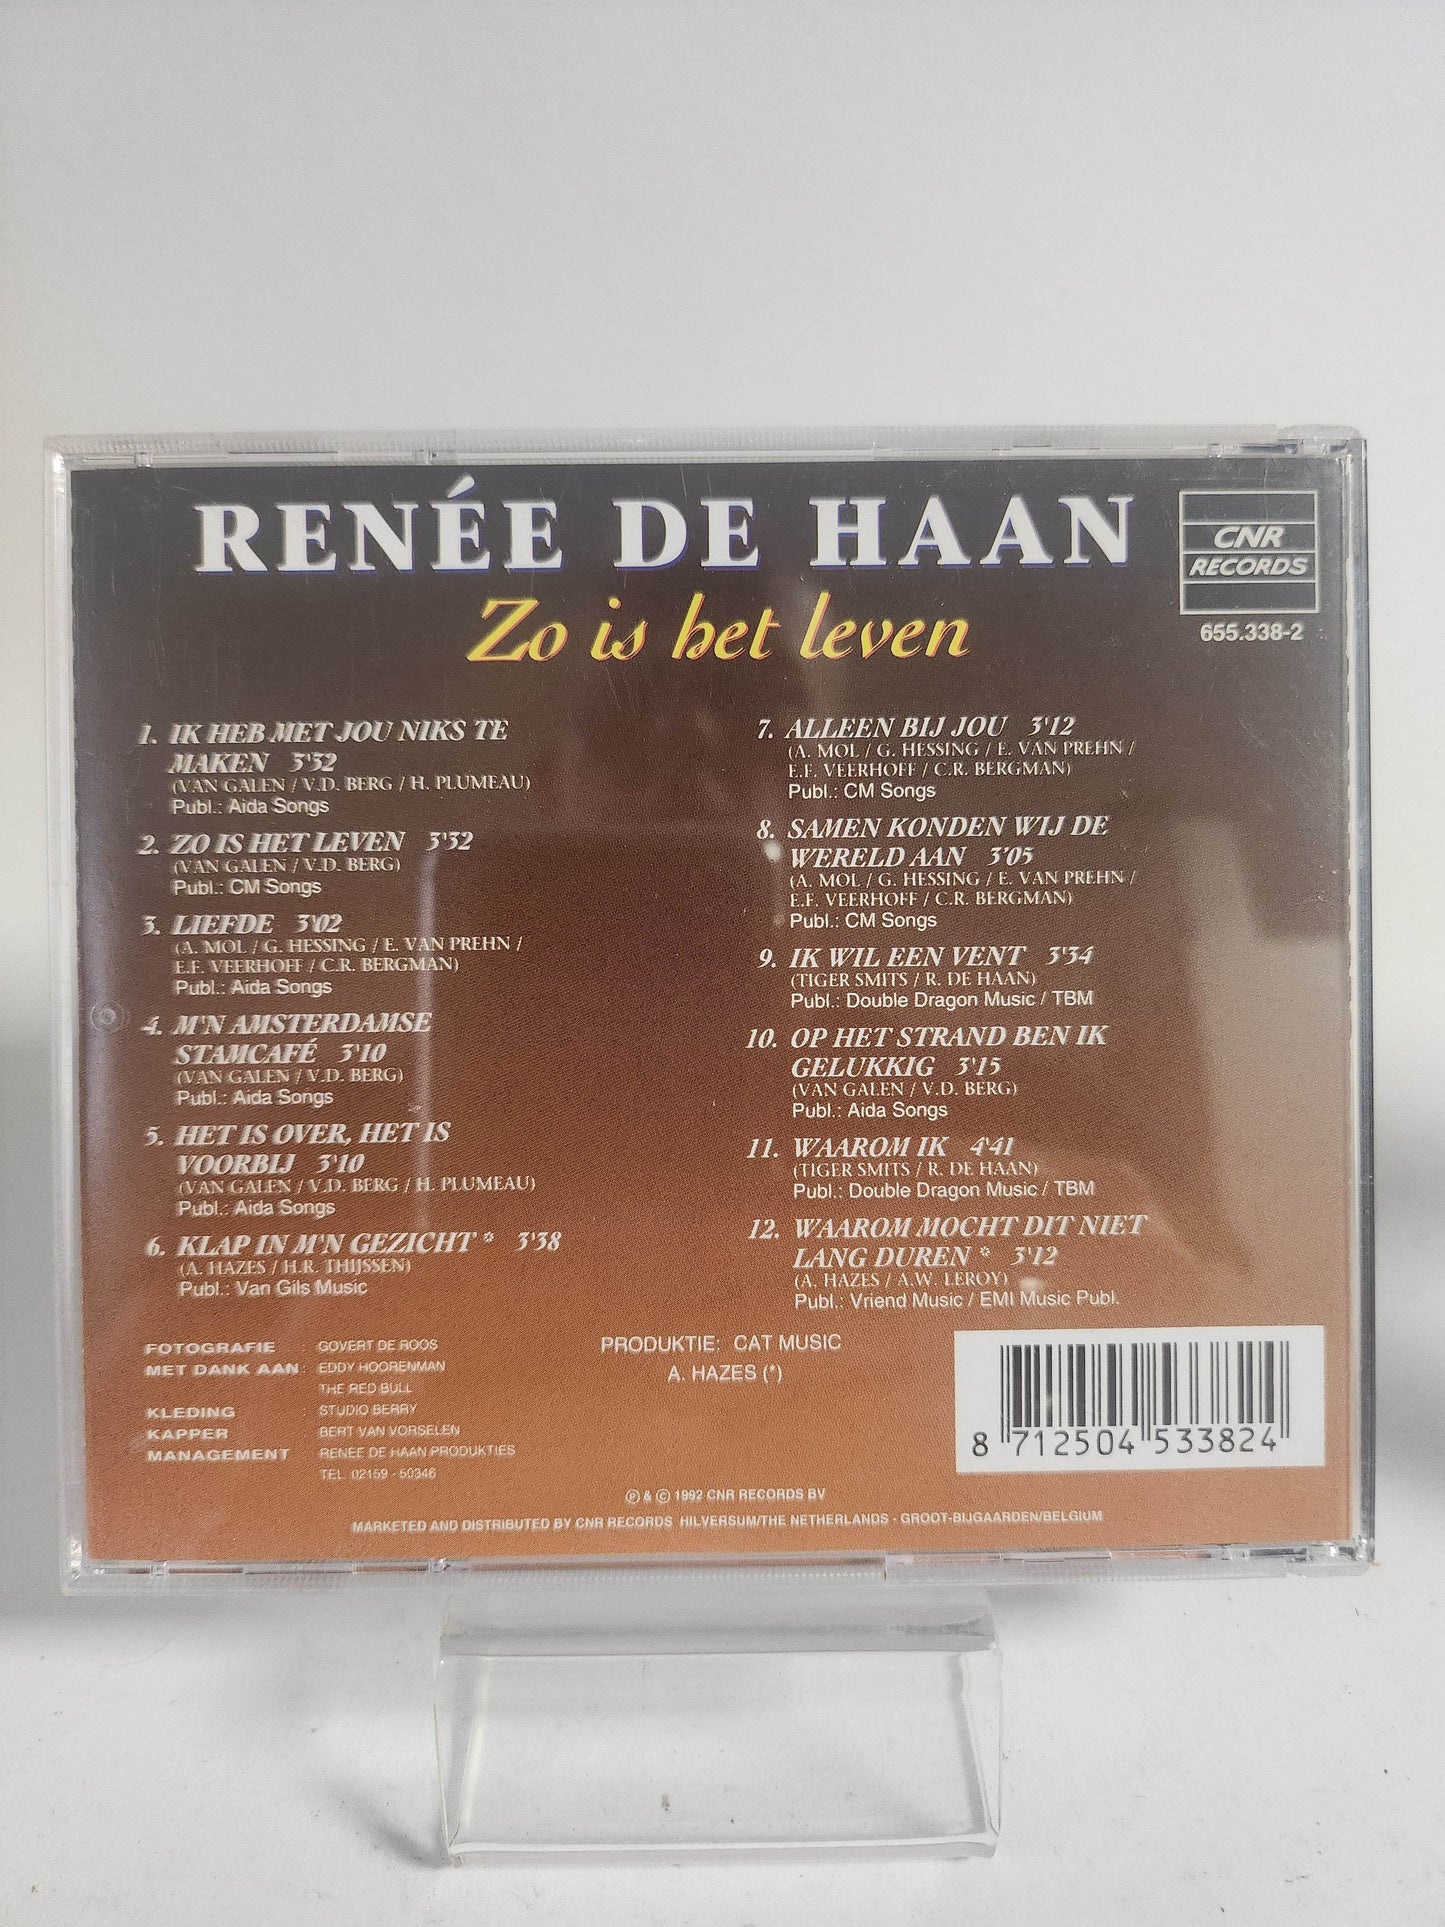 RENÉE DE HAAN
Zo is het leven
CNR
RECORDS
655.338-2
1. IK HEB MET JOU NIKS TE
MAKEN 3'52
(VAN GALEN / V.D. BERG / H. PLUMEAU)
Publ.: Aida Songs
2. ZO IS HET LEVEN 3'32
(VAN GALEN / V.D. BERG)
Publ.: CM Songs
3. LIEFDE 3'02
(A. MOL / G. HESSING / E. VAN PREHN /
E.F. VEERHOFF / C.R. BERGMAN)
Publ.: Aida Songs
4. M'N AMSTERDAMSE
STAMCAFÉ 3'10
(VAN GALEN / V.D. BERG)
Publ.: Aida Songs
5. HET IS OVER, HET IS
VOORBIJ 3'10
(VAN GALEN / V.D. BERG / H. PLUMEAU)
Publ.: Aida Songs
6. KLAP IN M'N GEZICHT * 3'38
(A. HAZES / H.R. THIJSSEN)
Publ.: Van Gils Music
7. ALLEEN BIJ JOU 3'12
(A. MOL / G. HESSING / E. VAN PREHN /
E.F. VEERHOFF / C.R. BERGMAN)
Publ.: CM Songs
8. SAMEN KONDEN WIJ DE
WERELD AAN 3'05
(A. MOL / G. HESSING / E. VAN PREHN /
E.F. VEERHOFF / C.R. BERGMAN)
Publ.: CM Songs
9. IK WIL EEN VENT 3'34
(TIGER SMITS / R. DE HAAN)
Publ.: Double Dragon Music / TBM
10. OP HET STRAND BEN IK
GELUKKIG 3'15
(VAN GALEN / V.D. BERG)
Publ.: Aida Songs
11. WAAROM IK 4'41
(TIGER SMITS / R. DE HAAN)
Publ.: Double Dragon Music / TBM
12. WAAROM MOCHT DIT NIET
LANG DUREN * 3'12
(A. HAZES / A.W. LEROY)
Publ.: Vriend Music / EMI Music Publ.
FOTOGRAFIE : GOVERT DE ROOS
MET DANK AAN : EDDY HOORENMAN
THE RED BULL
KLEDING : STUDIO BERRY
KAPPER : BERT VAN VORSELEN
MANAGEMENT : RENEE DE HAAN PRODUKTIES
TEL. 02159 - 50346
PRODUKTIE: CAT MUSIC
A. HAZES (*)
8 712504 533824
℗ & © 1992 CNR RECORDS BV
MARKETED AND DISTRIBUTED BY CNR RECORDS HILVERSUM/THE NETHERLANDS - GROOT-BIJGAARDEN/BELGIUM